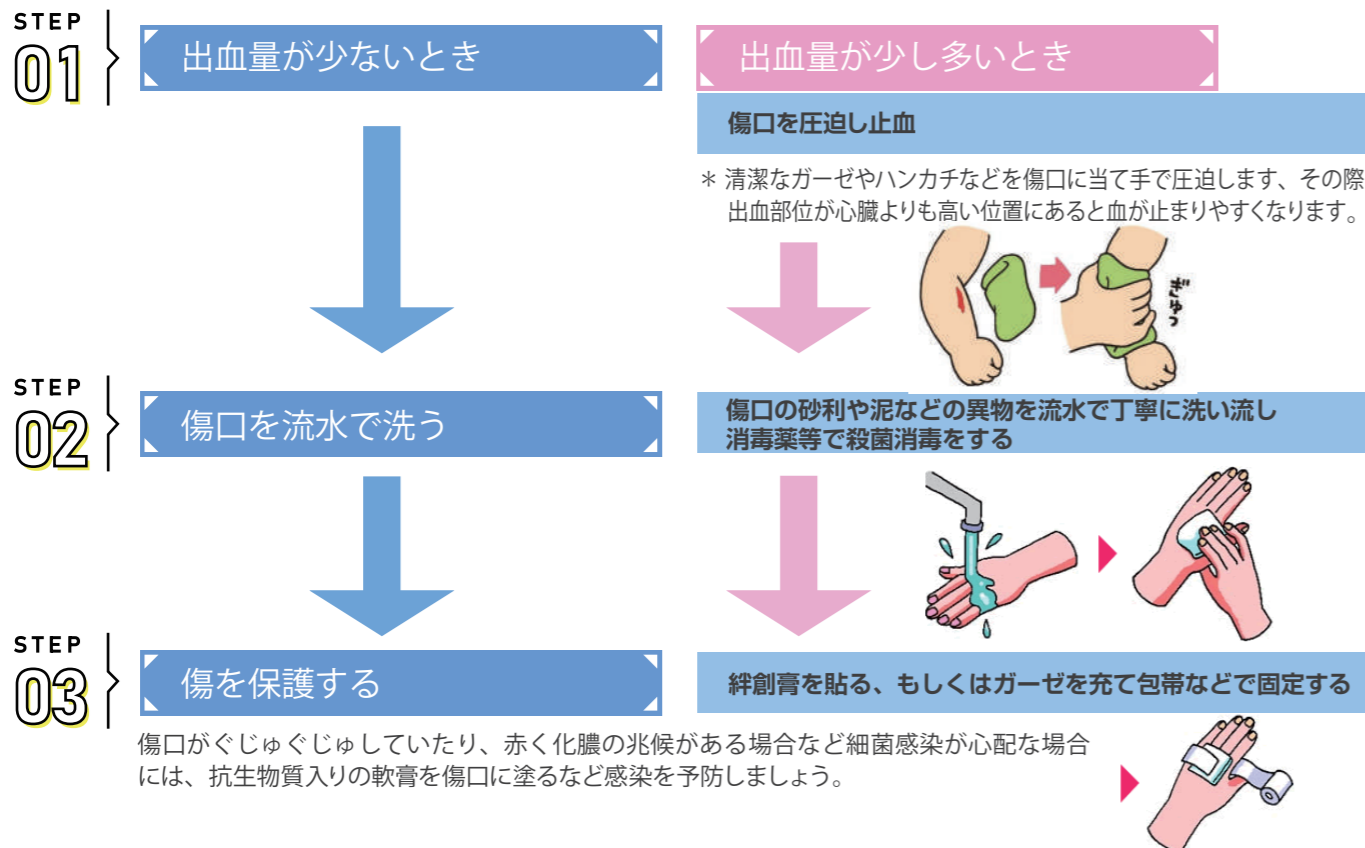 STEP
01
出血量が少ないとき
出血量が少し多いとき
傷口を圧迫し止血
＊ 清潔なガーゼやハンカチなどを傷口に当て手で圧迫します、その際
出血部位が心臓よりも高い位置にあると血が止まりやすくなります。
ぎゅっ
STEP
02
傷口を流水で洗う
傷口の砂利や泥などの異物を流水で丁寧に洗い流し
消毒薬等で殺菌消毒をする
STEP
03
傷を保護する
絆創膏を貼る、もしくはガーゼを充て包帯などで固定する
傷口がぐじゅぐじゅしていたり、赤く化膿の兆候がある場合など細菌感染が心配な場合
には、抗生物質入りの軟膏を傷口に塗るなど感染を予防しましょう。